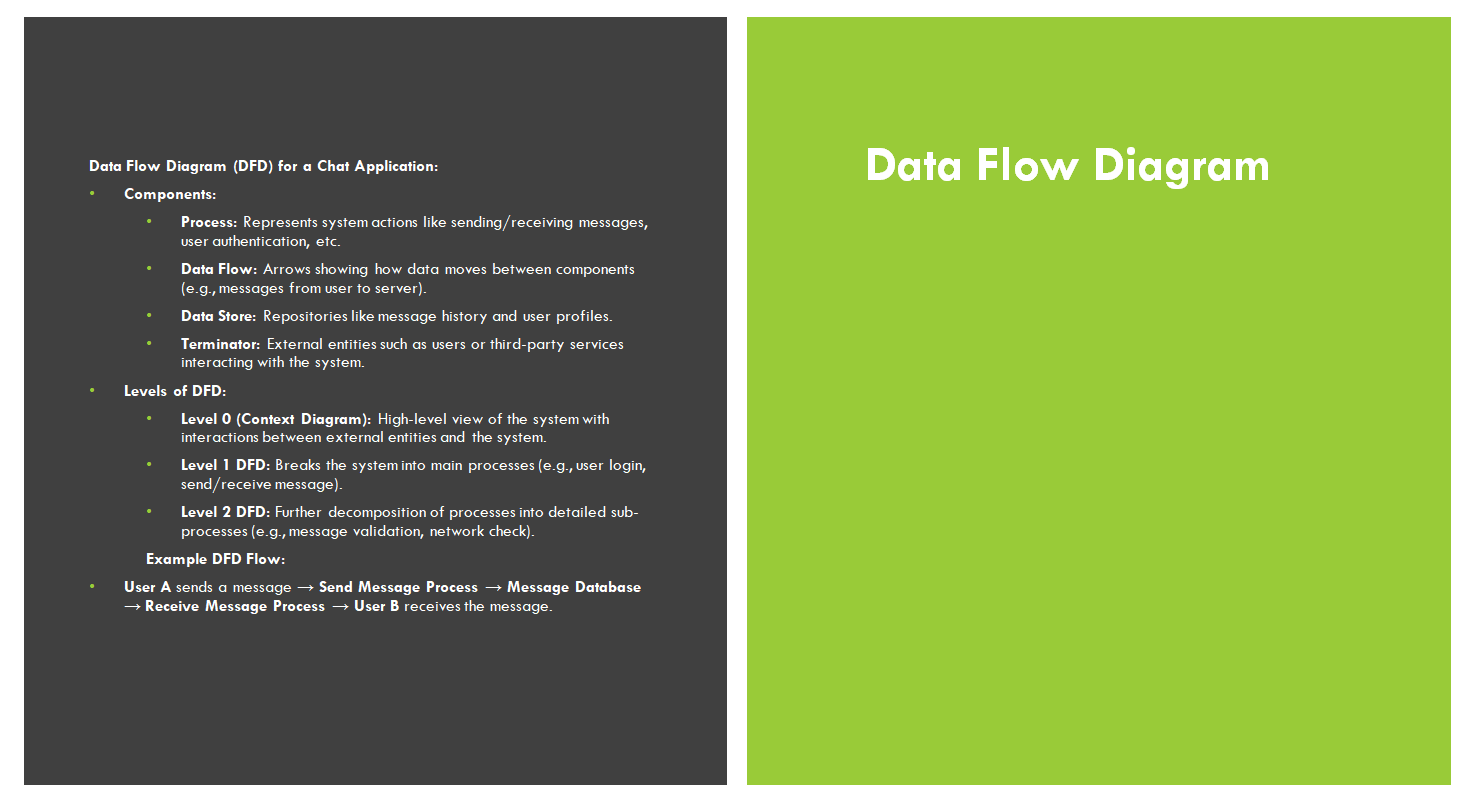 Data Flow Diagram (DFD) for a Chat Application:
• Components:
• Process: Represents system actions like sending/receiving messages,
user authentication, etc.
• Data Flow: Arrows showing how data moves between components
(e.g., messages from user to server).
• Data Store: Repositories like message history and user profiles.
• Terminator: External entities such as users or third-party services
interacting with the system.
• Levels of DFD:
• Level 0 (Context Diagram): High-level view of the system with
interactions between external entities and the system.
• Level 1 DFD: Breaks the system into main processes (e.g., user login,
send/receive message).
• Level 2 DFD: Further decomposition of processes into detailed sub-
processes (e.g., message validation, network check).
Example DFD Flow:
• User A sends a message → Send Message Process → Message Database
→ Receive Message Process → User B receives the message.
Data Flow Diagram